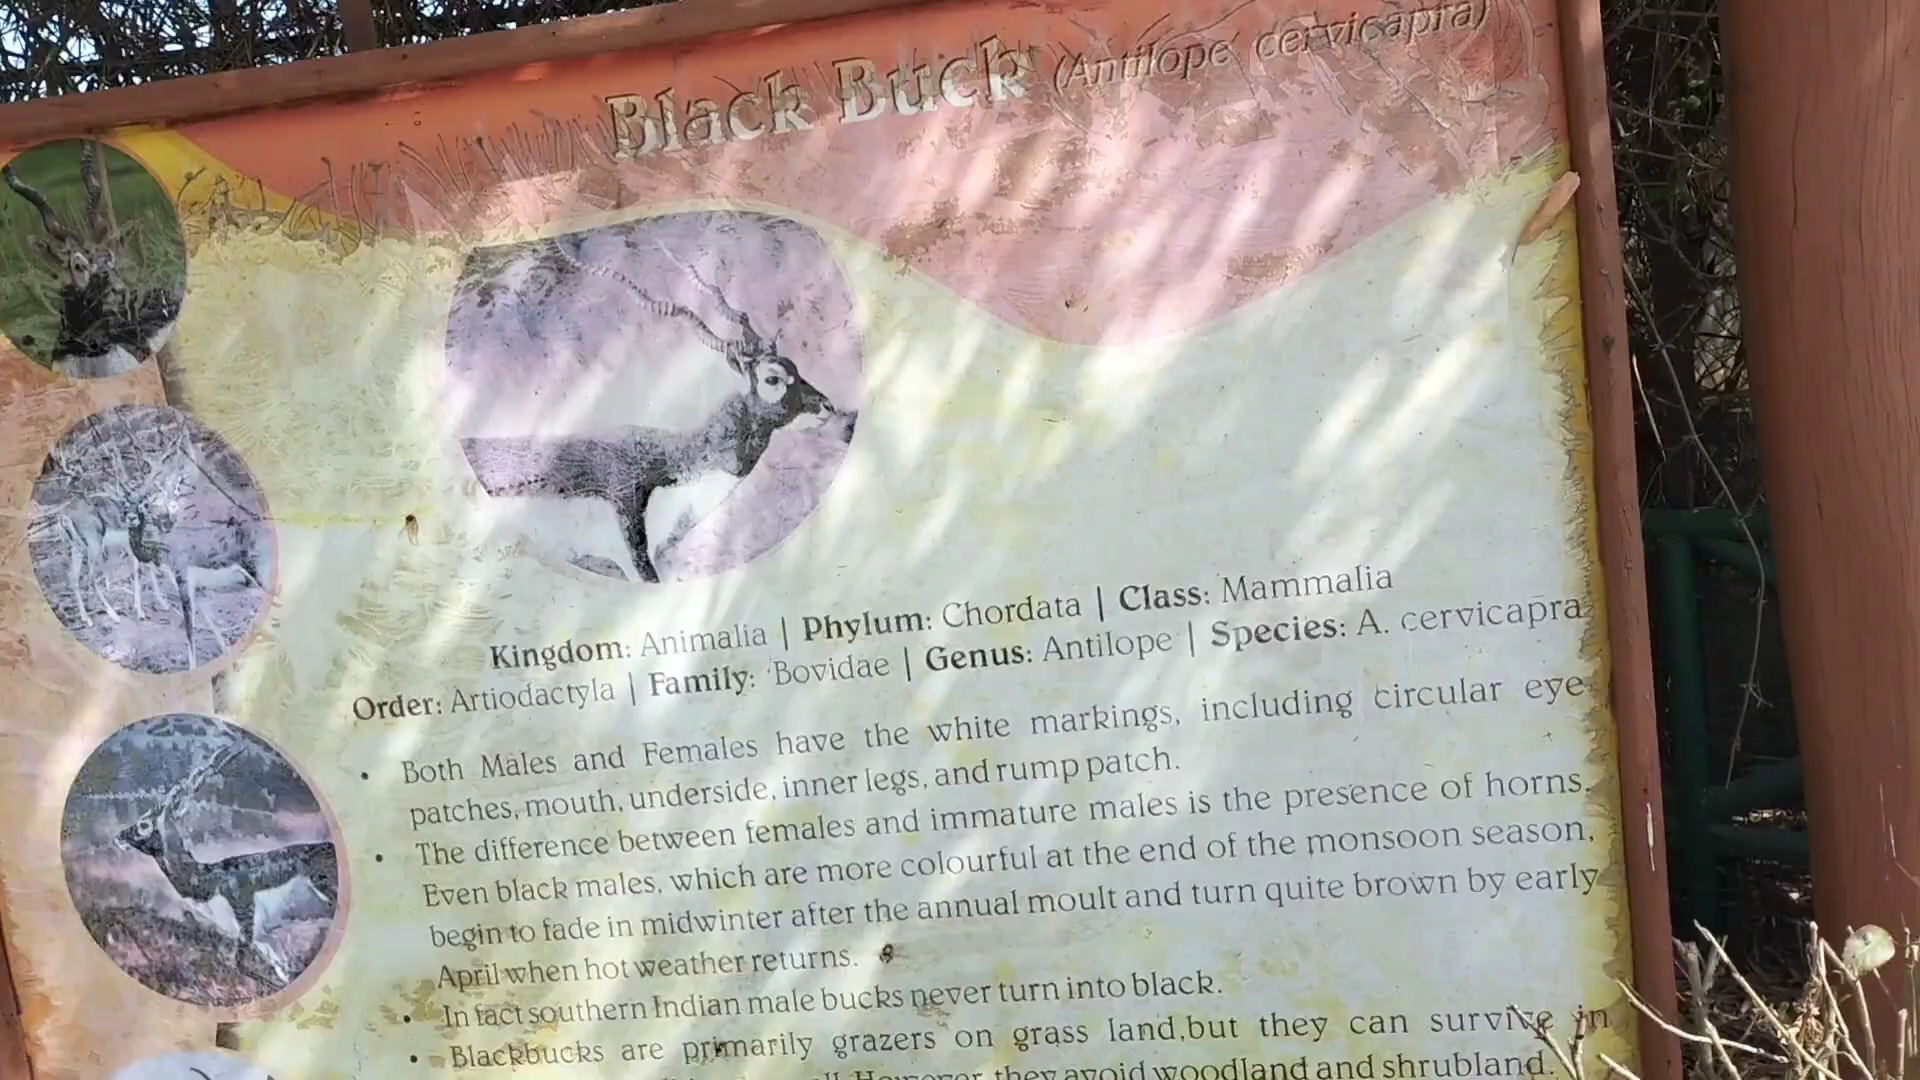 Black Buck (Antilope cervicapra)
Kingdom: Animalia | Phylum: Chordata | Class: Mammalia
Order: Artiodactyla | Family: Bovidae | Genus: Antilope | Species: A. cervicapra
• Both Males and Females have the white markings, including circular eye
patches, mouth, underside, inner legs, and rump patch.
• The difference between females and immature males is the presence of horns.
Even black males, which are more colourful at the end of the monsoon season,
begin to fade in midwinter after the annual moult and turn quite brown by early
April when hot weather returns.
• In fact southern Indian male bucks never turn into black.
• Blackbucks are primarily grazers on grass land,but they can survive in
However they avoid woodland and shrubland.